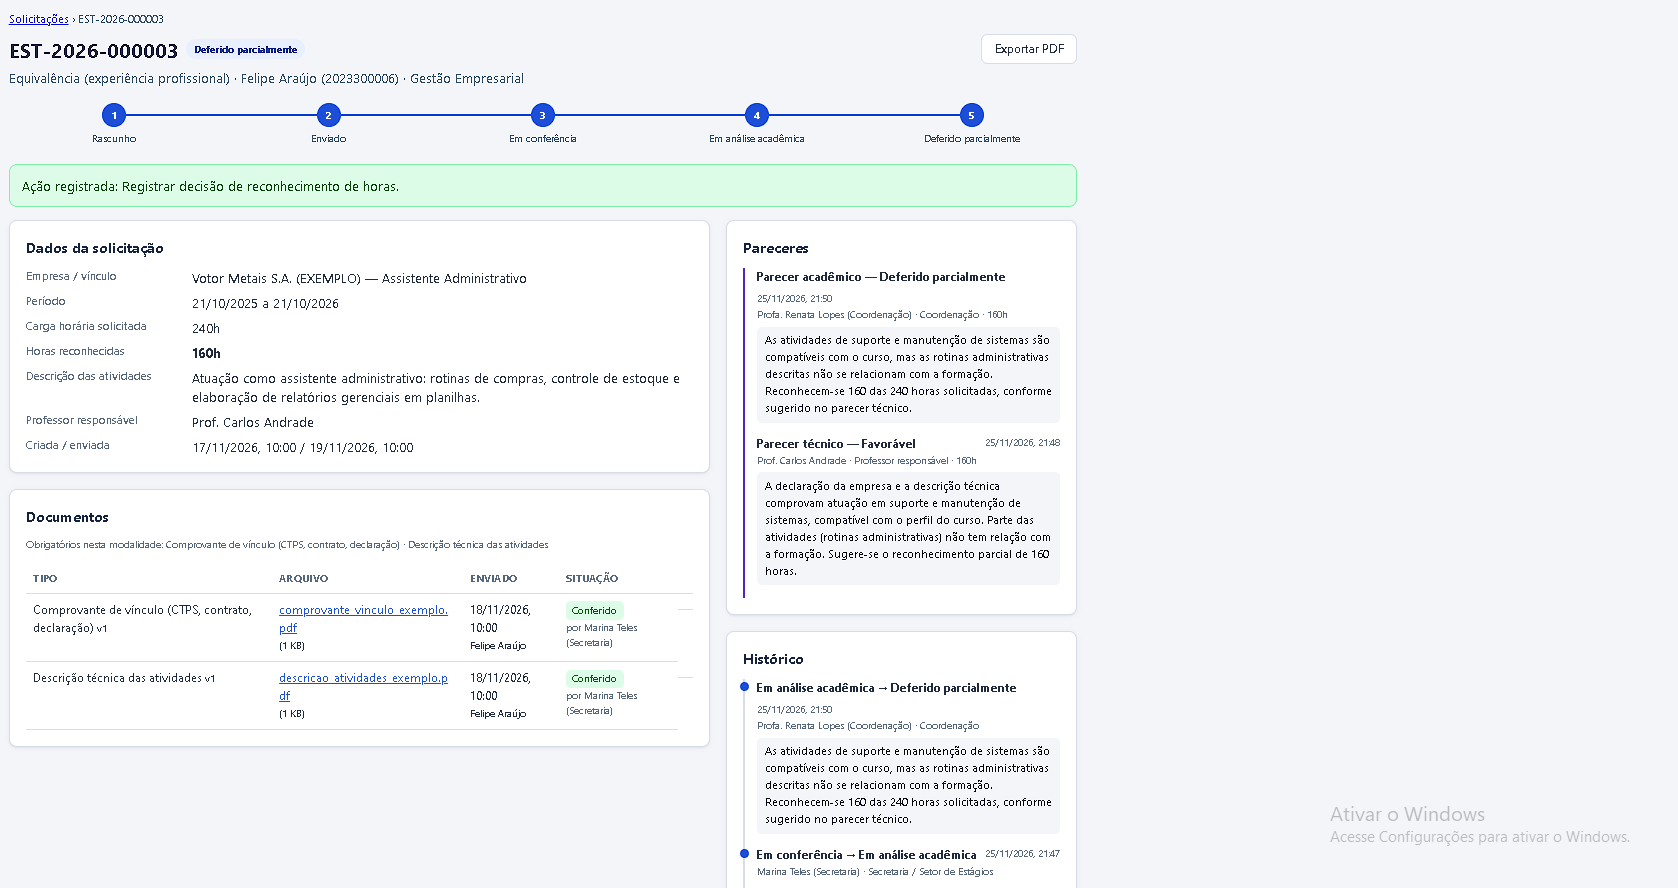 Solicitações › EST-2026-000003
EST-2026-000003 Deferido parcialmente
Exportar PDF
Equivalência (experiência profissional) · Felipe Araújo (2023300006) · Gestão Empresarial
1 2 3 4 5
Rascunho Enviado Em conferência Em análise acadêmica Deferido parcialmente
Ação registrada: Registrar decisão de reconhecimento de horas.
Dados da solicitação
Empresa / vínculo Votor Metais S.A. (EXEMPLO) — Assistente Administrativo
Período 21/10/2025 a 21/10/2026
Carga horária solicitada 240h
Horas reconhecidas 160h
Descrição das atividades Atuação como assistente administrativo: rotinas de compras, controle de estoque e
elaboração de relatórios gerenciais em planilhas.
Professor responsável Prof. Carlos Andrade
Criada / enviada 17/11/2026, 10:00 / 19/11/2026, 10:00
Documentos
Obrigatórios nesta modalidade: Comprovante de vínculo (CTPS, contrato, declaração) · Descrição técnica das atividades
TIPO ARQUIVO ENVIADO SITUAÇÃO
Comprovante de vínculo (CTPS, contrato, comprovante_vinculo_exemplo. 18/11/2026, Conferido —
declaração) v1 pdf 10:00 por Marina Teles
(1 KB) Felipe Araújo (Secretaria)
Descrição técnica das atividades v1 descricao_atividades_exemplo.p 18/11/2026, Conferido —
df 10:00 por Marina Teles
(1 KB) Felipe Araújo (Secretaria)
Pareceres
Parecer acadêmico — Deferido parcialmente
25/11/2026, 21:50
Profa. Renata Lopes (Coordenação) · Coordenação · 160h
As atividades de suporte e manutenção de sistemas são
compatíveis com o curso, mas as rotinas administrativas
descritas não se relacionam com a formação.
Reconhecem-se 160 das 240 horas solicitadas, conforme
sugerido no parecer técnico.
Parecer técnico — Favorável 25/11/2026, 21:48
Prof. Carlos Andrade · Professor responsável · 160h
A declaração da empresa e a descrição técnica
comprovam atuação em suporte e manutenção de
sistemas, compatível com o perfil do curso. Parte das
atividades (rotinas administrativas) não tem relação com
a formação. Sugere-se o reconhecimento parcial de 160
horas.
Histórico
Em análise acadêmica → Deferido parcialmente
25/11/2026, 21:50
Profa. Renata Lopes (Coordenação) · Coordenação
As atividades de suporte e manutenção de sistemas são
compatíveis com o curso, mas as rotinas administrativas
descritas não se relacionam com a formação.
Reconhecem-se 160 das 240 horas solicitadas, conforme
sugerido no parecer técnico.
Em conferência → Em análise acadêmica 25/11/2026, 21:47
Marina Teles (Secretaria) · Secretaria / Setor de Estágios
Ativar o Windows
Acesse Configurações para ativar o Windows.